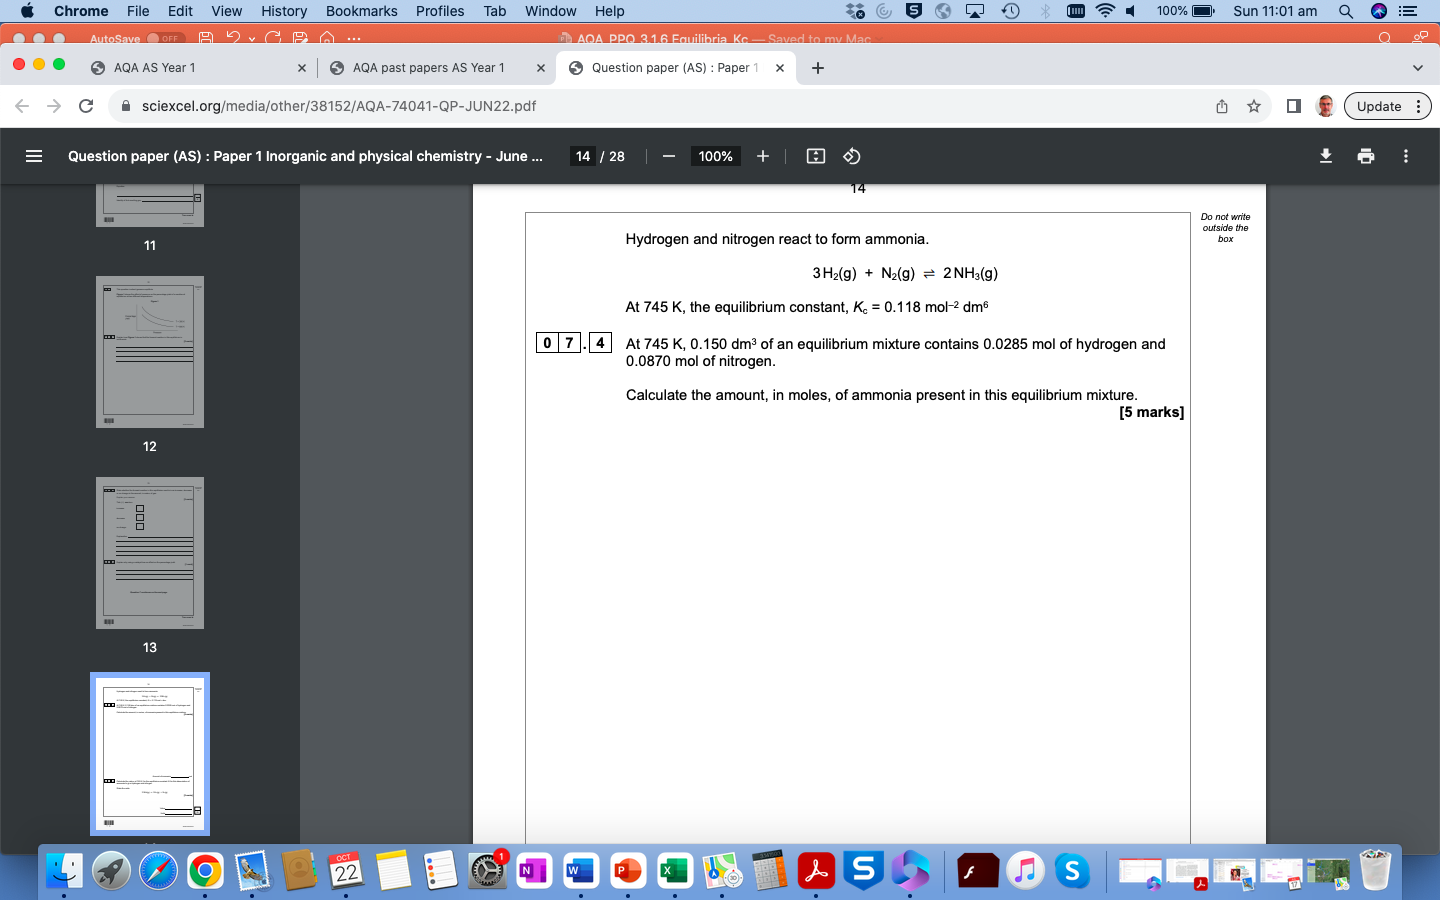 Chrome File Edit View History Bookmarks Profiles Tab Window Help 100% Sun 11:01 am
AutoSave OFF AQA PPQ 3.1.6 Equilibria Kc — Saved to my Mac
AQA AS Year 1 AQA past papers AS Year 1 Question paper (AS) : Paper 1
sciexcel.org/media/other/38152/AQA-74041-QP-JUN22.pdf Update
Question paper (AS) : Paper 1 Inorganic and physical chemistry - June ... 14 / 28 100%
11
12
13
14
Do not write
outside the
box
Hydrogen and nitrogen react to form ammonia.
3H₂(g) + N₂(g) ⇌ 2NH₃(g)
At 745 K, the equilibrium constant, Kc = 0.118 mol⁻² dm⁶
0 7 . 4 At 745 K, 0.150 dm³ of an equilibrium mixture contains 0.0285 mol of hydrogen and
0.0870 mol of nitrogen.
Calculate the amount, in moles, of ammonia present in this equilibrium mixture.
[5 marks]
OCT
22
1
17